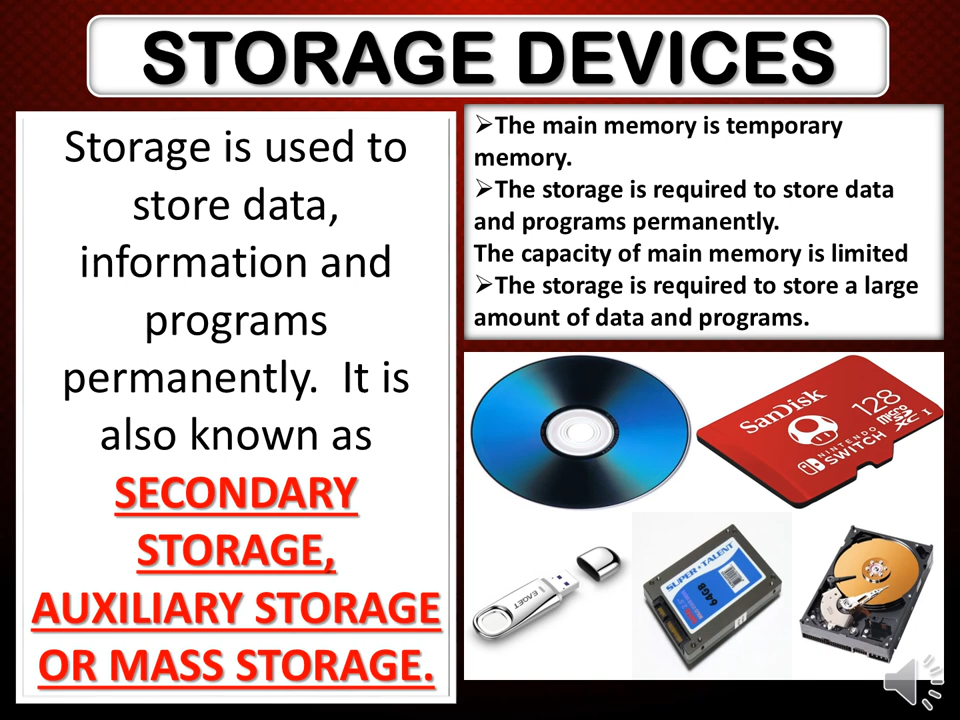 STORAGE DEVICES
Storage is used to
store data,
information and
programs
permanently. It is
also known as
SECONDARY
STORAGE,
AUXILIARY STORAGE
OR MASS STORAGE.
➢The main memory is temporary
memory.
➢The storage is required to store data
and programs permanently.
The capacity of main memory is limited
➢The storage is required to store a large
amount of data and programs.
SanDisk
128
micro
SD
XC I
NINTENDO
SWITCH
EAGET
SUPER★TALENT
64GB